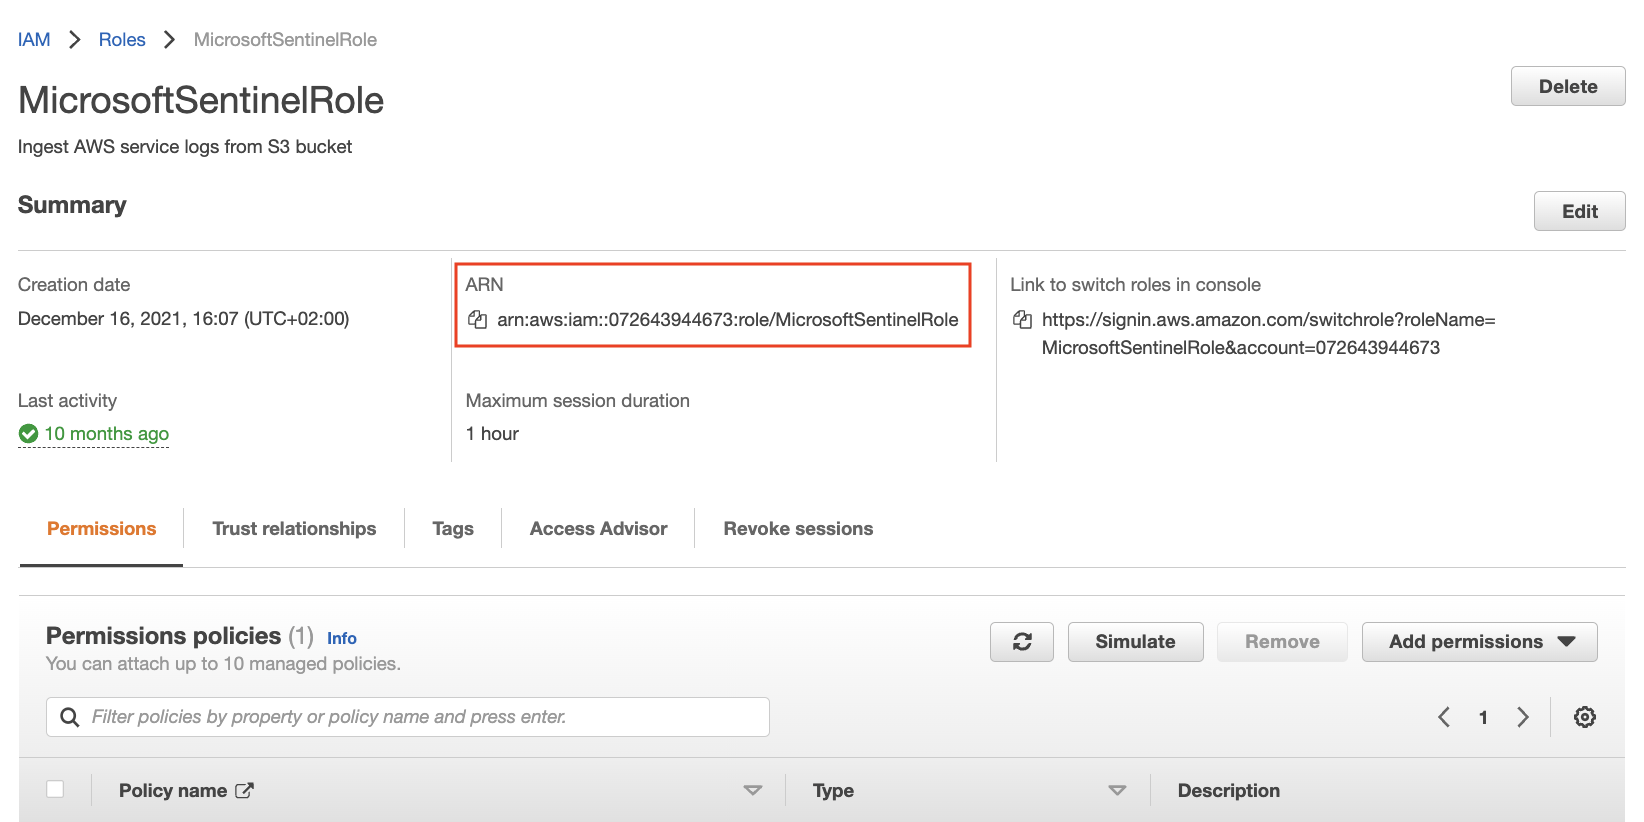 IAM > Roles > MicrosoftSentinelRole
MicrosoftSentinelRole
Delete
Ingest AWS service logs from S3 bucket
Summary
Edit
Creation date
December 16, 2021, 16:07 (UTC+02:00)
ARN
arn:aws:iam::072643944673:role/MicrosoftSentinelRole
Link to switch roles in console
https://signin.aws.amazon.com/switchrole?roleName=
MicrosoftSentinelRole&account=072643944673
Last activity
10 months ago
Maximum session duration
1 hour
Permissions
Trust relationships
Tags
Access Advisor
Revoke sessions
Permissions policies (1) Info
You can attach up to 10 managed policies.
Simulate
Remove
Add permissions
Filter policies by property or policy name and press enter.
1
Policy name
Type
Description